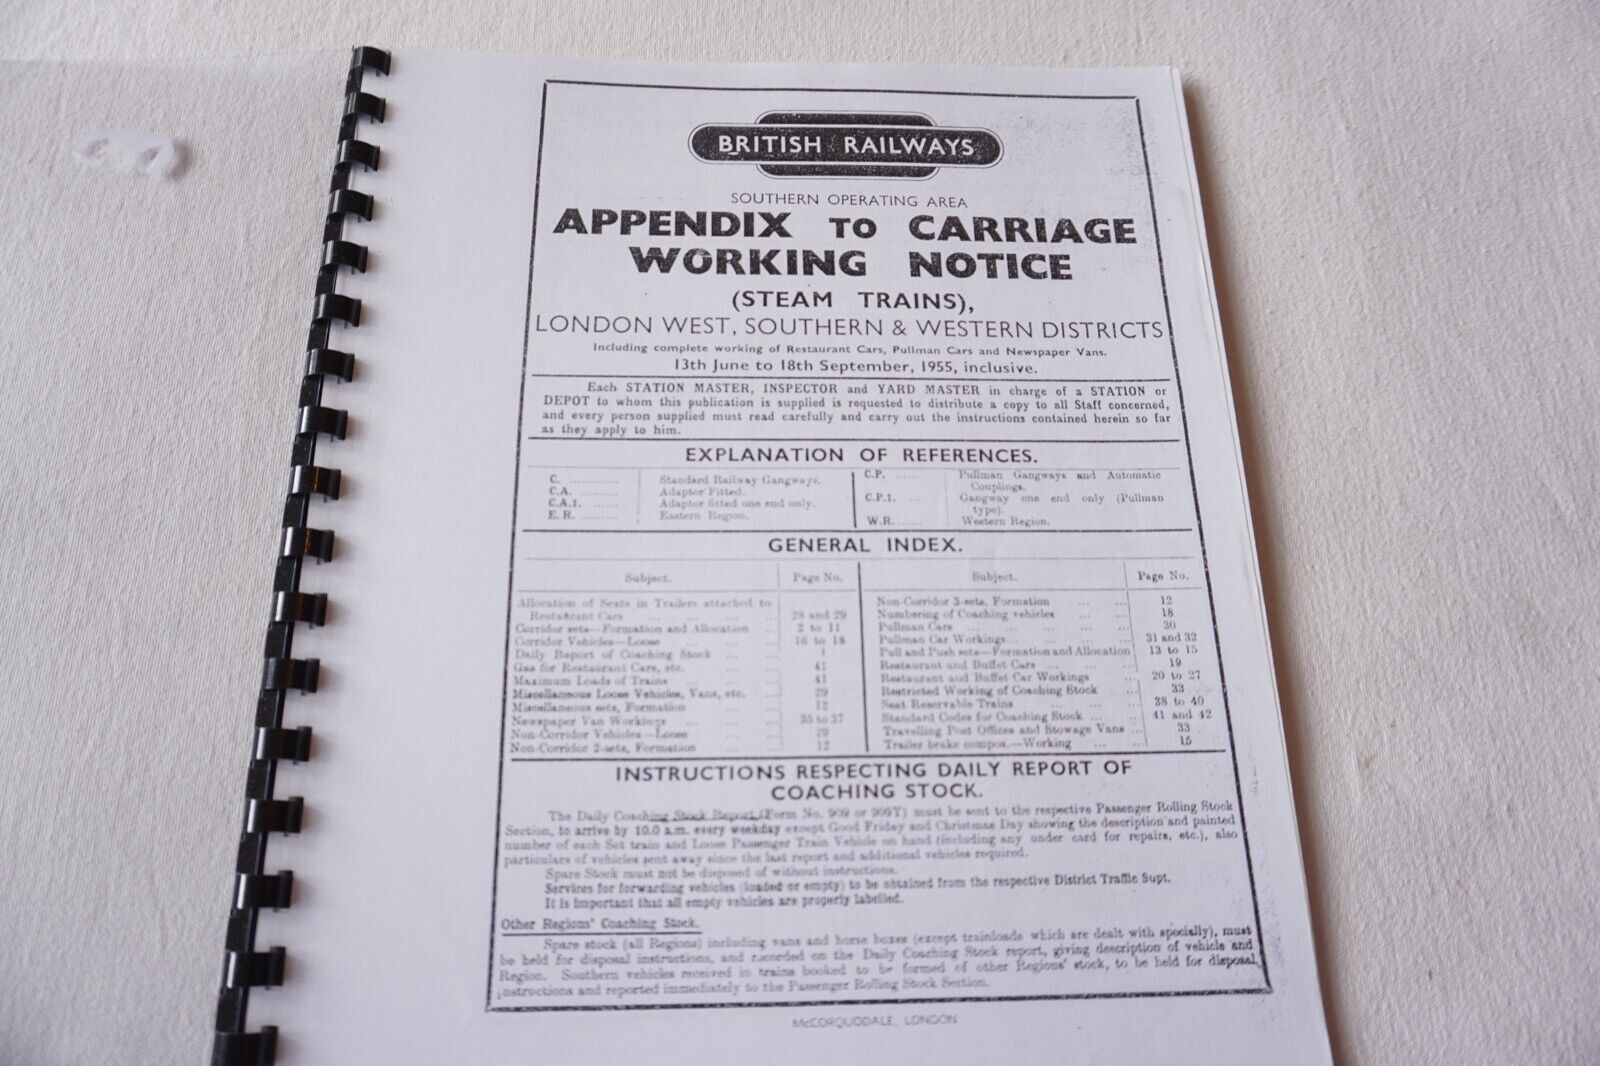 BRITISH RAILWAYS
SOUTHERN OPERATING AREA
APPENDIX TO CARRIAGE
WORKING NOTICE
(STEAM TRAINS),
LONDON WEST, SOUTHERN & WESTERN DISTRICTS
Including complete working of Restaurant Cars, Pullman Cars and Newspaper Vans.
13th June to 18th September, 1955, inclusive.
Each STATION MASTER, INSPECTOR and YARD MASTER in charge of a STATION or
DEPOT to whom this publication is supplied is requested to distribute a copy to all Staff concerned,
and every person supplied must read carefully and carry out the instructions contained herein so far
as they apply to him.
EXPLANATION OF REFERENCES.
C. ............ Standard Railway Gangways.
C.A. .......... Adaptor Fitted.
C.A.1. ........ Adaptor fitted one end only.
E. R. ......... Eastern Region.
C.P. ..... Pullman Gangways and Automatic
Couplings.
C.P.1. .... Gangway one end only (Pullman
type).
W.R. ...... Western Region.
GENERAL INDEX.
Subject. Page No.
Allocation of Seats in Trailers attached to
Restaurant Cars ... ... ... ... 28 and 29
Corridor sets—Formation and Allocation ... 2 to 11
Corridor Vehicles—Loose ... ... 16 to 18
Daily Report of Coaching Stock ... ... 1
Gas for Restaurant Cars, etc. ... ... 41
Maximum Loads of Trains ... ... ... 41
Miscellaneous Loose Vehicles, Vans, etc. ... 29
Miscellaneous sets, Formation ... ... 12
Newspaper Van Workings ... ... ... 35 to 37
Non-Corridor Vehicles—Loose ... ... 29
Non-Corridor 2-sets, Formation ... ... 12
Subject. Page No.
Non-Corridor 3-sets, Formation ... ... 12
Numbering of Coaching vehicles ... ... 18
Pullman Cars ... ... ... ... ... 30
Pullman Car Workings ... ... ... ... 31 and 32
Pull and Push sets—Formation and Allocation 13 to 15
Restaurant and Buffet Cars ... ... ... 19
Restaurant and Buffet Car Workings ... 20 to 27
Restricted Working of Coaching Stock ... 33
Seat Reservable Trains ... ... ... 38 to 40
Standard Codes for Coaching Stock ... ... 41 and 42
Travelling Post Offices and Stowage Vans ... 33
Trailer brake compos.—Working ... ... 15
INSTRUCTIONS RESPECTING DAILY REPORT OF
COACHING STOCK.
The Daily Coaching Stock Report (Form No. 909 or 909T) must be sent to the respective Passenger Rolling Stock
Section, to arrive by 10.0 a.m. every weekday except Good Friday and Christmas Day showing the description and painted
number of each Set train and Loose Passenger Train Vehicle on hand (including any under card for repairs, etc.), also
particulars of vehicles sent away since the last report and additional vehicles required.
Spare Stock must not be disposed of without instructions.
Services for forwarding vehicles (loaded or empty) to be obtained from the respective District Traffic Supt.
It is important that all empty vehicles are properly labelled.
Other Regions' Coaching Stock.
Spare stock (all Regions) including vans and horse boxes (except trainloads which are dealt with specially), must
be held for disposal instructions, and recorded on the Daily Coaching Stock report, giving description of vehicle and
Region. Southern vehicles received in trains booked to be formed of other Regions' stock, to be held for disposal
instructions and reported immediately to the Passenger Rolling Stock Section.
McCORQUODALE, LONDON